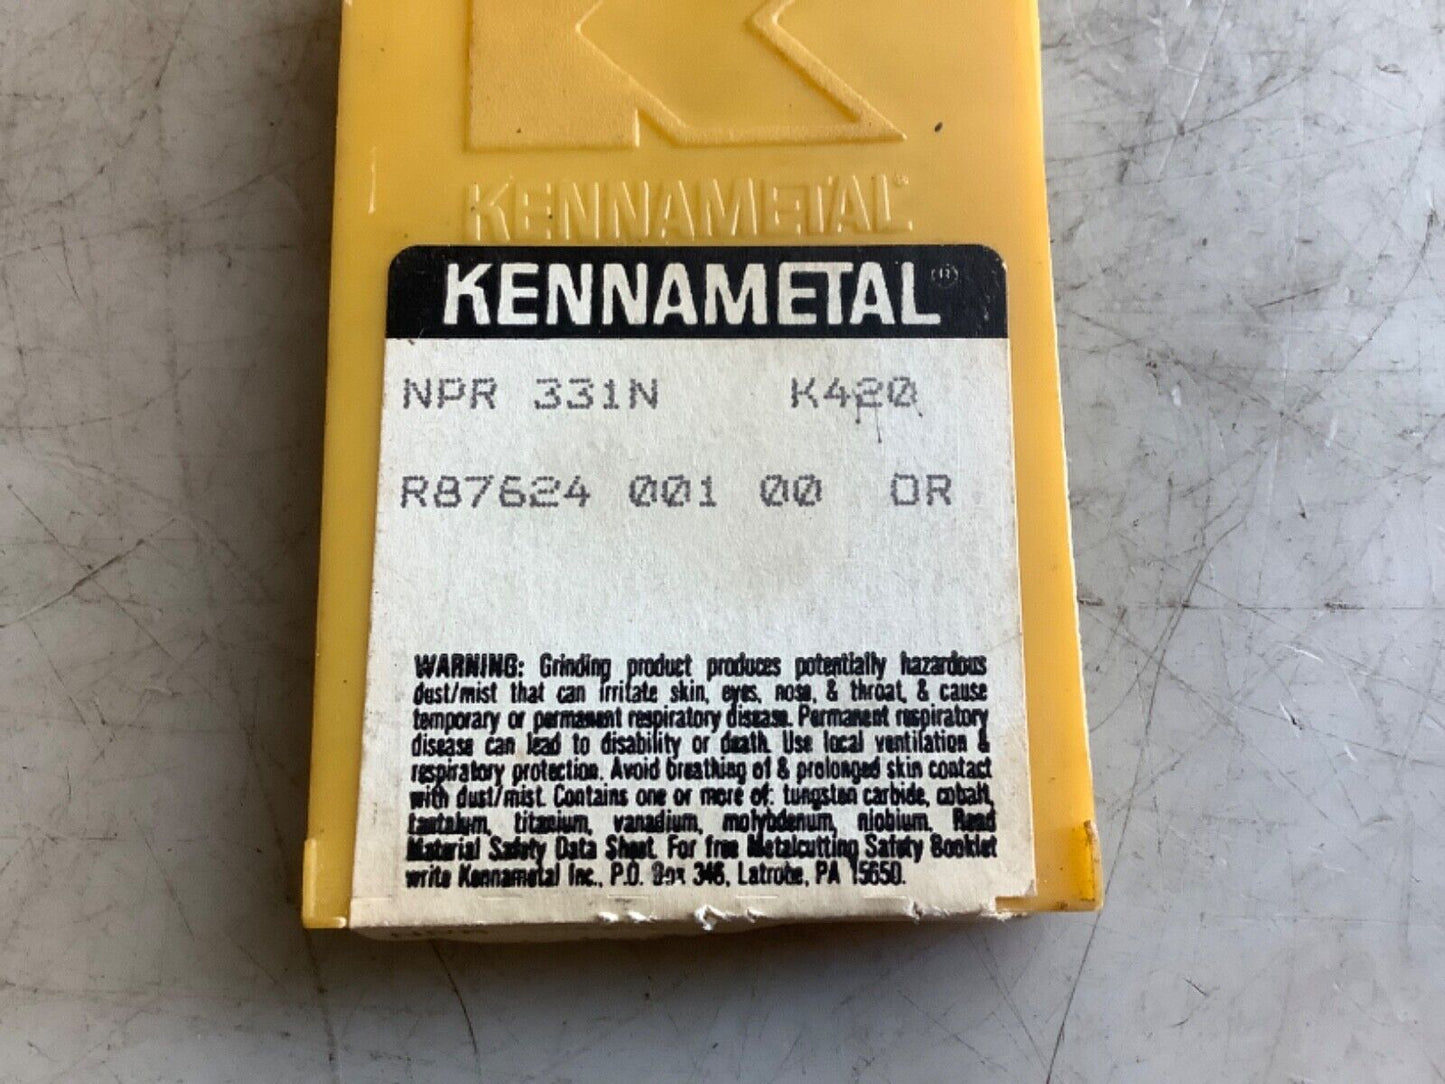 KENNAMETAL®
KENNAMETAL®
NPR 331N K420
R87624 001 00 OR
WARNING: Grinding product produces potentially hazardous
dust/mist that can irritate skin, eyes, nose, & throat, & cause
temporary or permanent respiratory disease. Permanent respiratory
disease can lead to disability or death. Use local ventilation &
respiratory protection. Avoid breathing of & prolonged skin contact
with dust/mist. Contains one or more of: tungsten carbide, cobalt,
tantalum, titanium, vanadium, molybdenum, niobium. Read
Material Safety Data Sheet. For free Metalcutting Safety Booklet
write Kennametal Inc., P.O. Box 346, Latrobe, PA 15650.